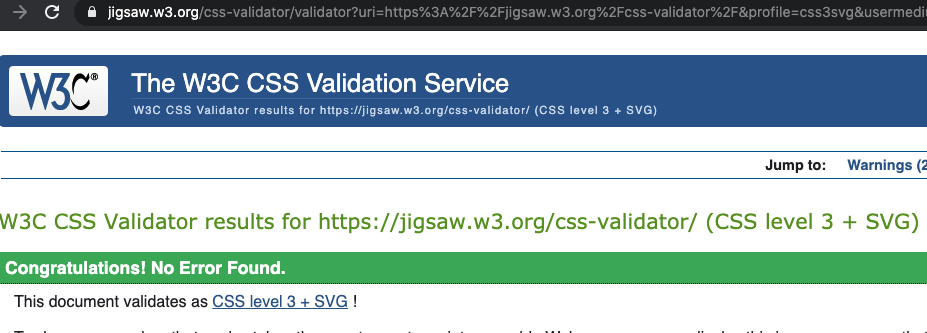 jigsaw.w3.org/css-validator/validator?uri=https%3A%2F%2Fjigsaw.w3.org%2Fcss-validator%2F&profile=css3svg&usermedi
W3C® The W3C CSS Validation Service
W3C CSS Validator results for https://jigsaw.w3.org/css-validator/ (CSS level 3 + SVG)
Jump to: Warnings (2
W3C CSS Validator results for https://jigsaw.w3.org/css-validator/ (CSS level 3 + SVG)
Congratulations! No Error Found.
This document validates as CSS level 3 + SVG !